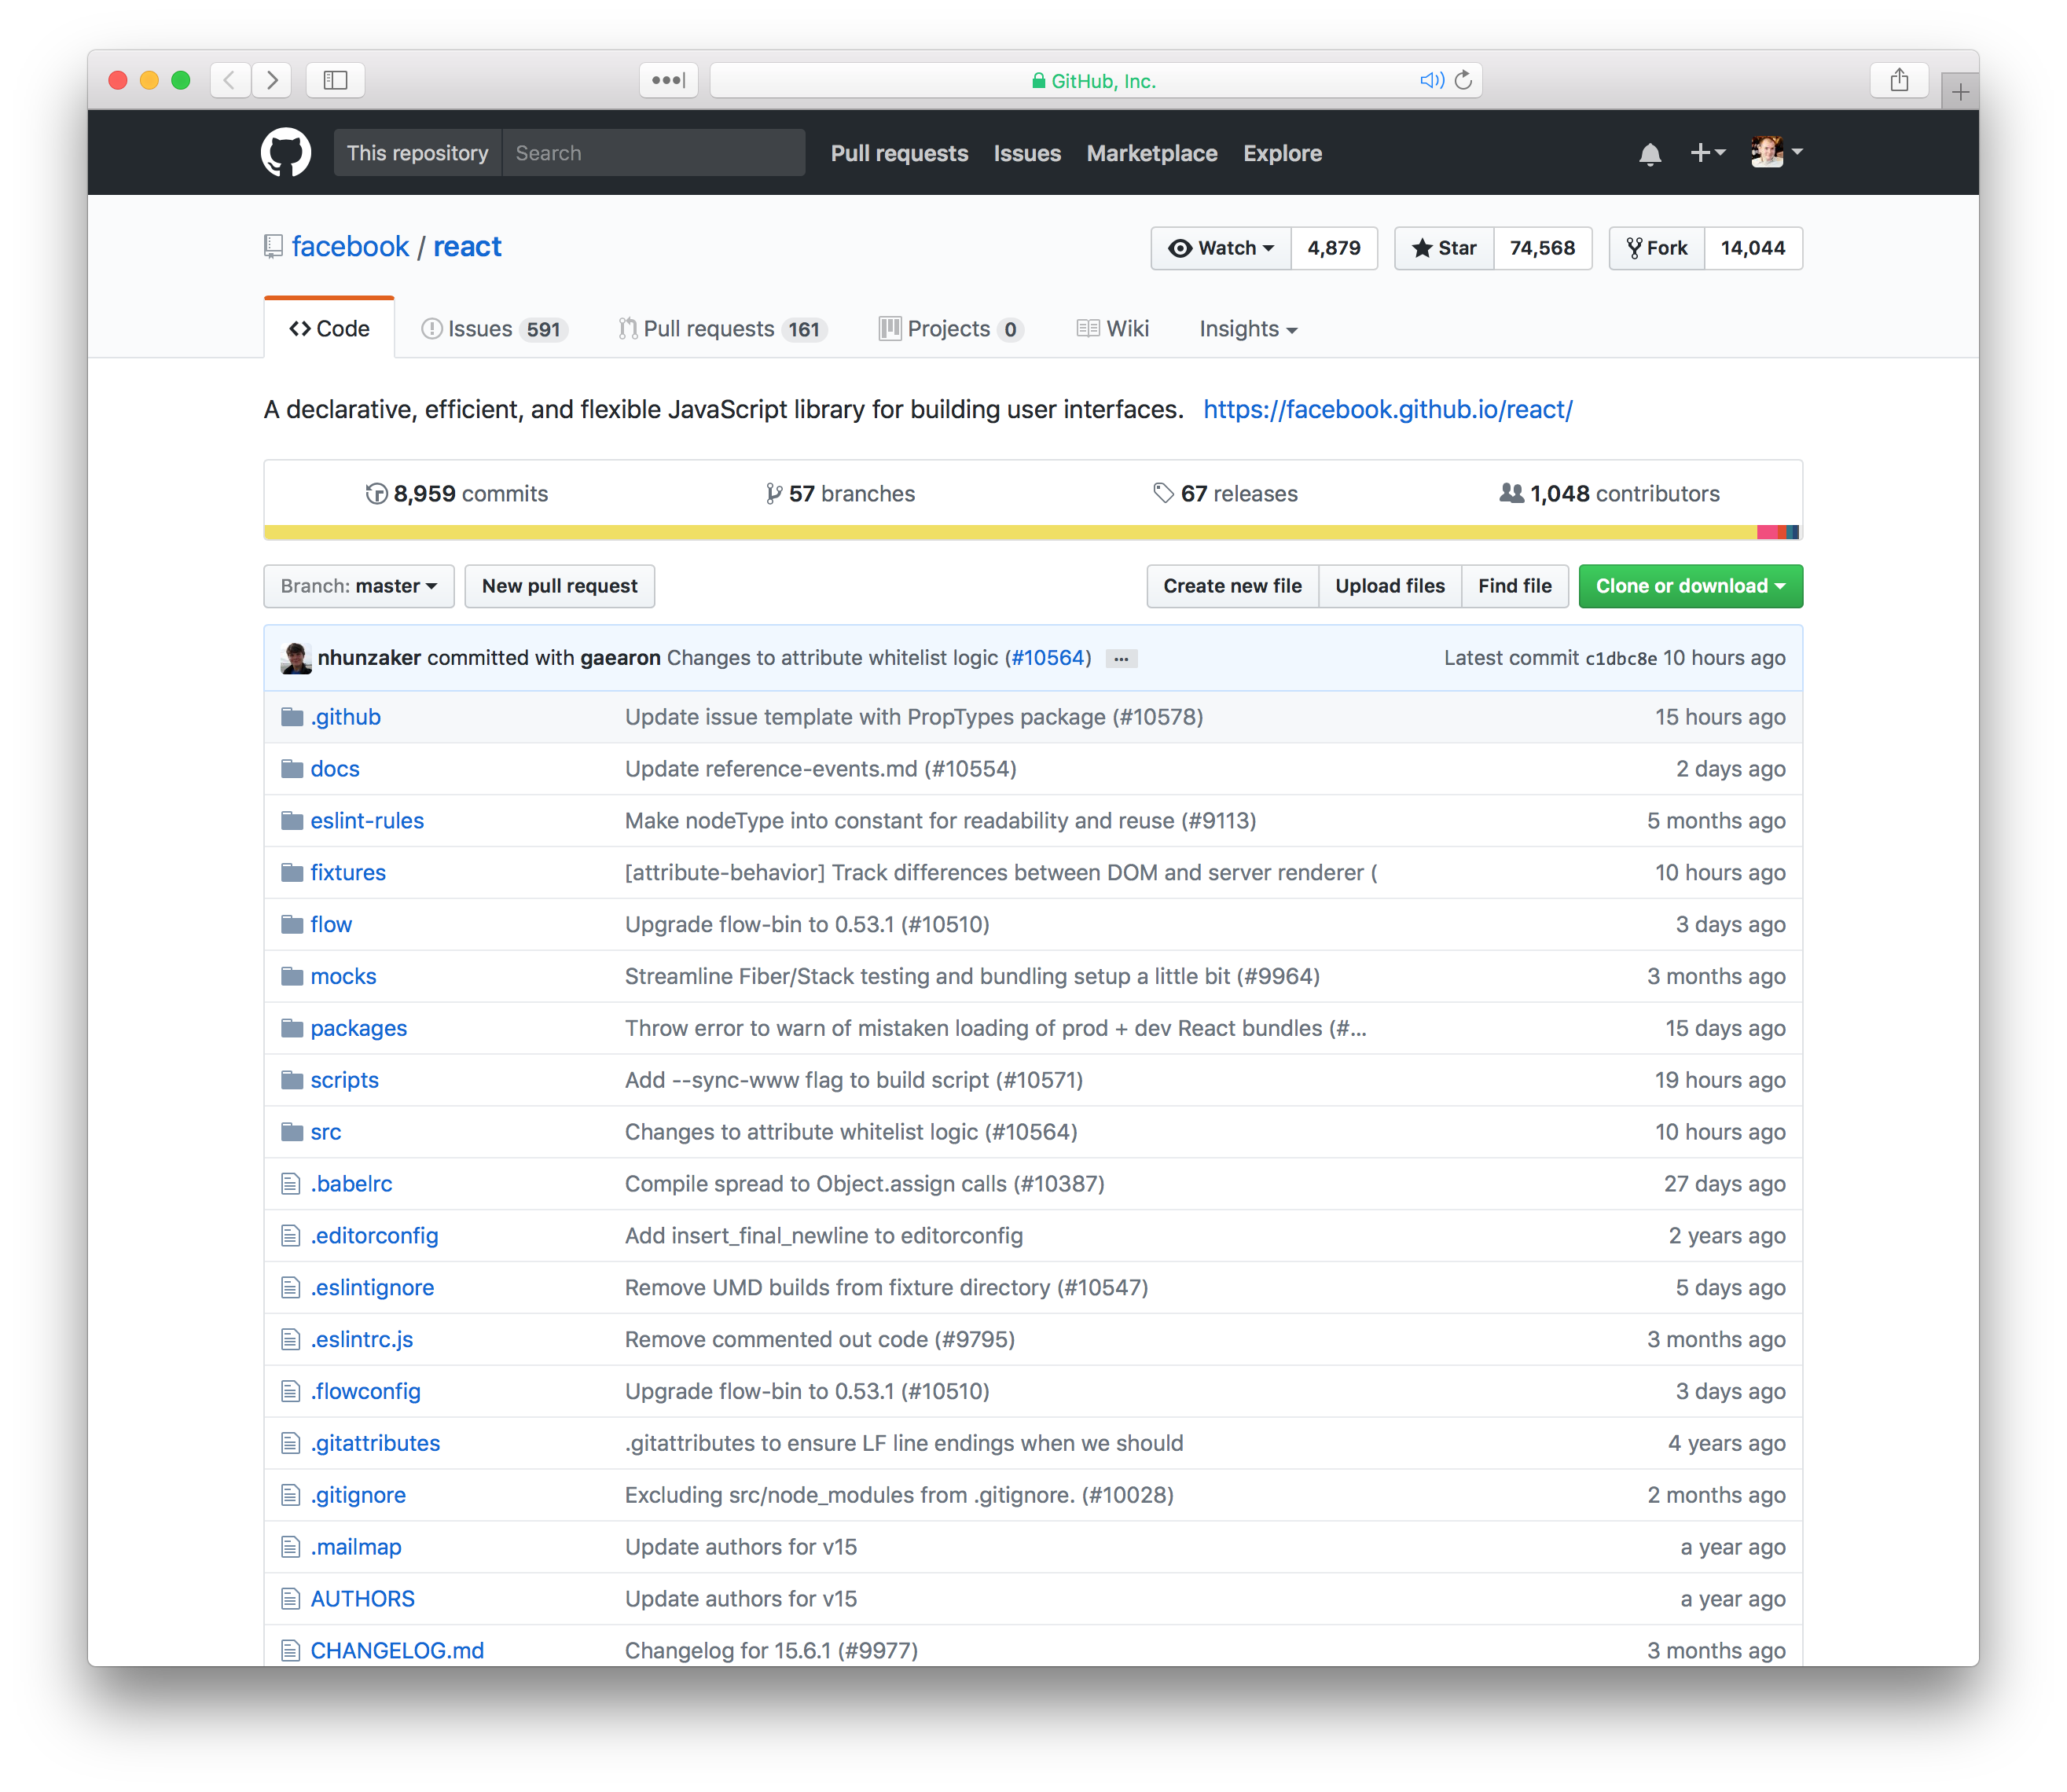 GitHub, Inc.
This repository Search Pull requests Issues Marketplace Explore
facebook / react Watch 4,879 Star 74,568 Fork 14,044
Code Issues 591 Pull requests 161 Projects 0 Wiki Insights
A declarative, efficient, and flexible JavaScript library for building user interfaces. https://facebook.github.io/react/
8,959 commits 57 branches 67 releases 1,048 contributors
Branch: master New pull request Create new file Upload files Find file Clone or download
nhunzaker committed with gaearon Changes to attribute whitelist logic (#10564) ... Latest commit c1dbc8e 10 hours ago
.github Update issue template with PropTypes package (#10578) 15 hours ago
docs Update reference-events.md (#10554) 2 days ago
eslint-rules Make nodeType into constant for readability and reuse (#9113) 5 months ago
fixtures [attribute-behavior] Track differences between DOM and server renderer ( 10 hours ago
flow Upgrade flow-bin to 0.53.1 (#10510) 3 days ago
mocks Streamline Fiber/Stack testing and bundling setup a little bit (#9964) 3 months ago
packages Throw error to warn of mistaken loading of prod + dev React bundles (#... 15 days ago
scripts Add --sync-www flag to build script (#10571) 19 hours ago
src Changes to attribute whitelist logic (#10564) 10 hours ago
.babelrc Compile spread to Object.assign calls (#10387) 27 days ago
.editorconfig Add insert_final_newline to editorconfig 2 years ago
.eslintignore Remove UMD builds from fixture directory (#10547) 5 days ago
.eslintrc.js Remove commented out code (#9795) 3 months ago
.flowconfig Upgrade flow-bin to 0.53.1 (#10510) 3 days ago
.gitattributes .gitattributes to ensure LF line endings when we should 4 years ago
.gitignore Excluding src/node_modules from .gitignore. (#10028) 2 months ago
.mailmap Update authors for v15 a year ago
AUTHORS Update authors for v15 a year ago
CHANGELOG.md Changelog for 15.6.1 (#9977) 3 months ago